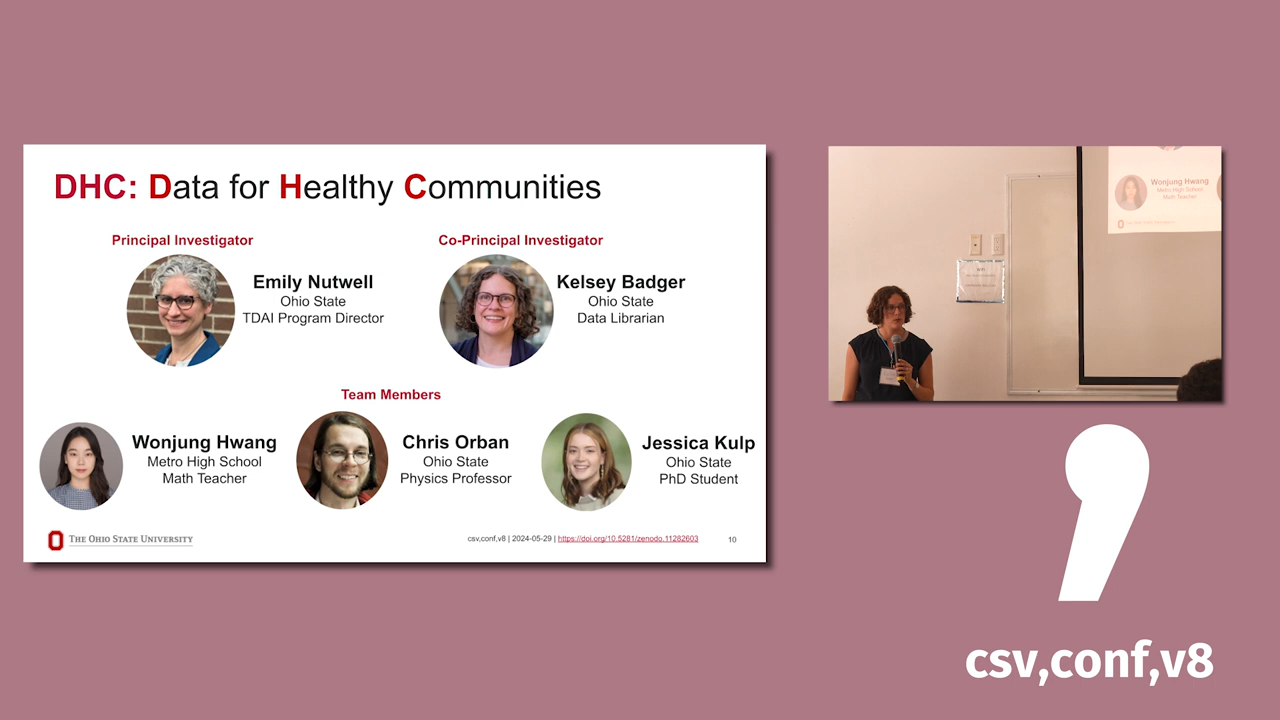 DHC: Data for Healthy Communities
Principal Investigator
Emily Nutwell
Ohio State
TDAI Program Director
Co-Principal Investigator
Kelsey Badger
Ohio State
Data Librarian
Team Members
Wonjung Hwang
Metro High School
Math Teacher
Chris Orban
Ohio State
Physics Professor
Jessica Kulp
Ohio State
PhD Student
THE OHIO STATE UNIVERSITY
csv,conf,v8 | 2024-05-29 | https://doi.org/10.5281/zenodo.11282603
10
Wonjung Hwang
Metro High School
Math Teacher
csv,conf,v8